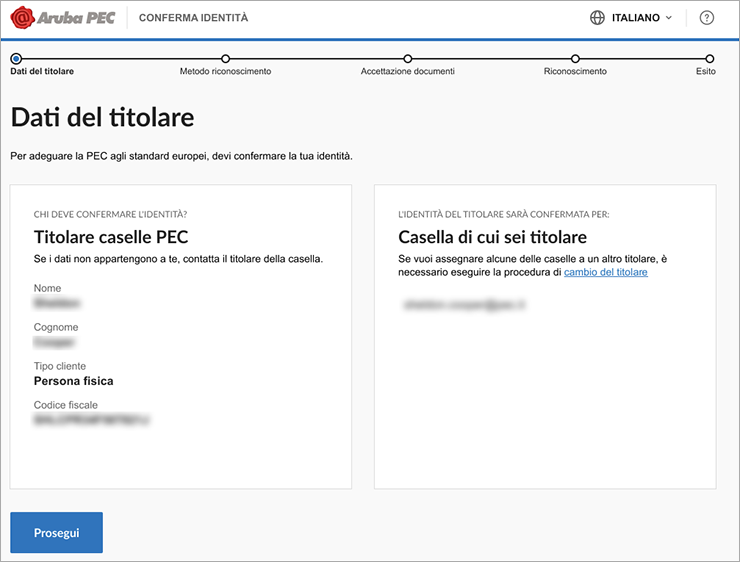 Aruba PEC
CONFERMA IDENTITÀ
ITALIANO
?
Dati del titolare
Metodo riconoscimento
Accettazione documenti
Riconoscimento
Esito
Dati del titolare
Per adeguare la PEC agli standard europei, devi confermare la tua identità.
CHI DEVE CONFERMARE L'IDENTITÀ?
Titolare caselle PEC
Se i dati non appartengono a te, contatta il titolare della casella.
Nome
Cognome
Tipo cliente
Persona fisica
Codice fiscale
L'IDENTITÀ DEL TITOLARE SARÀ CONFERMATA PER:
Casella di cui sei titolare
Se vuoi assegnare alcune delle caselle a un altro titolare, è
necessario eseguire la procedura di cambio del titolare
Prosegui